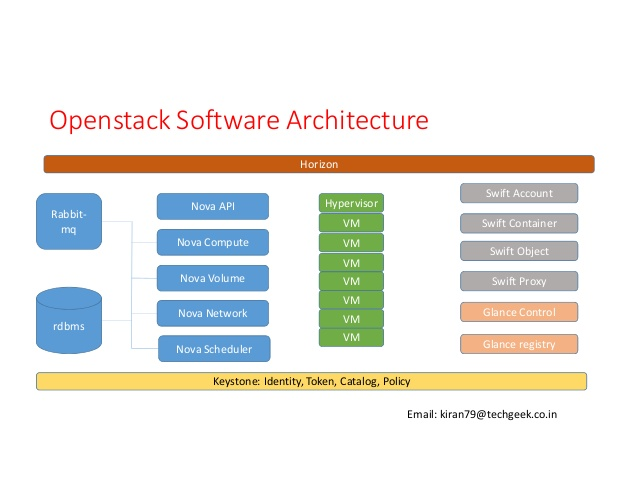 Openstack Software Architecture
Horizon
Rabbit-
mq
rdbms
Nova API
Nova Compute
Nova Volume
Nova Network
Nova Scheduler
Hypervisor
VM
VM
VM
VM
VM
VM
VM
Swift Account
Swift Container
Swift Object
Swift Proxy
Glance Control
Glance registry
Keystone: Identity, Token, Catalog, Policy
Email: kiran79@techgeek.co.in